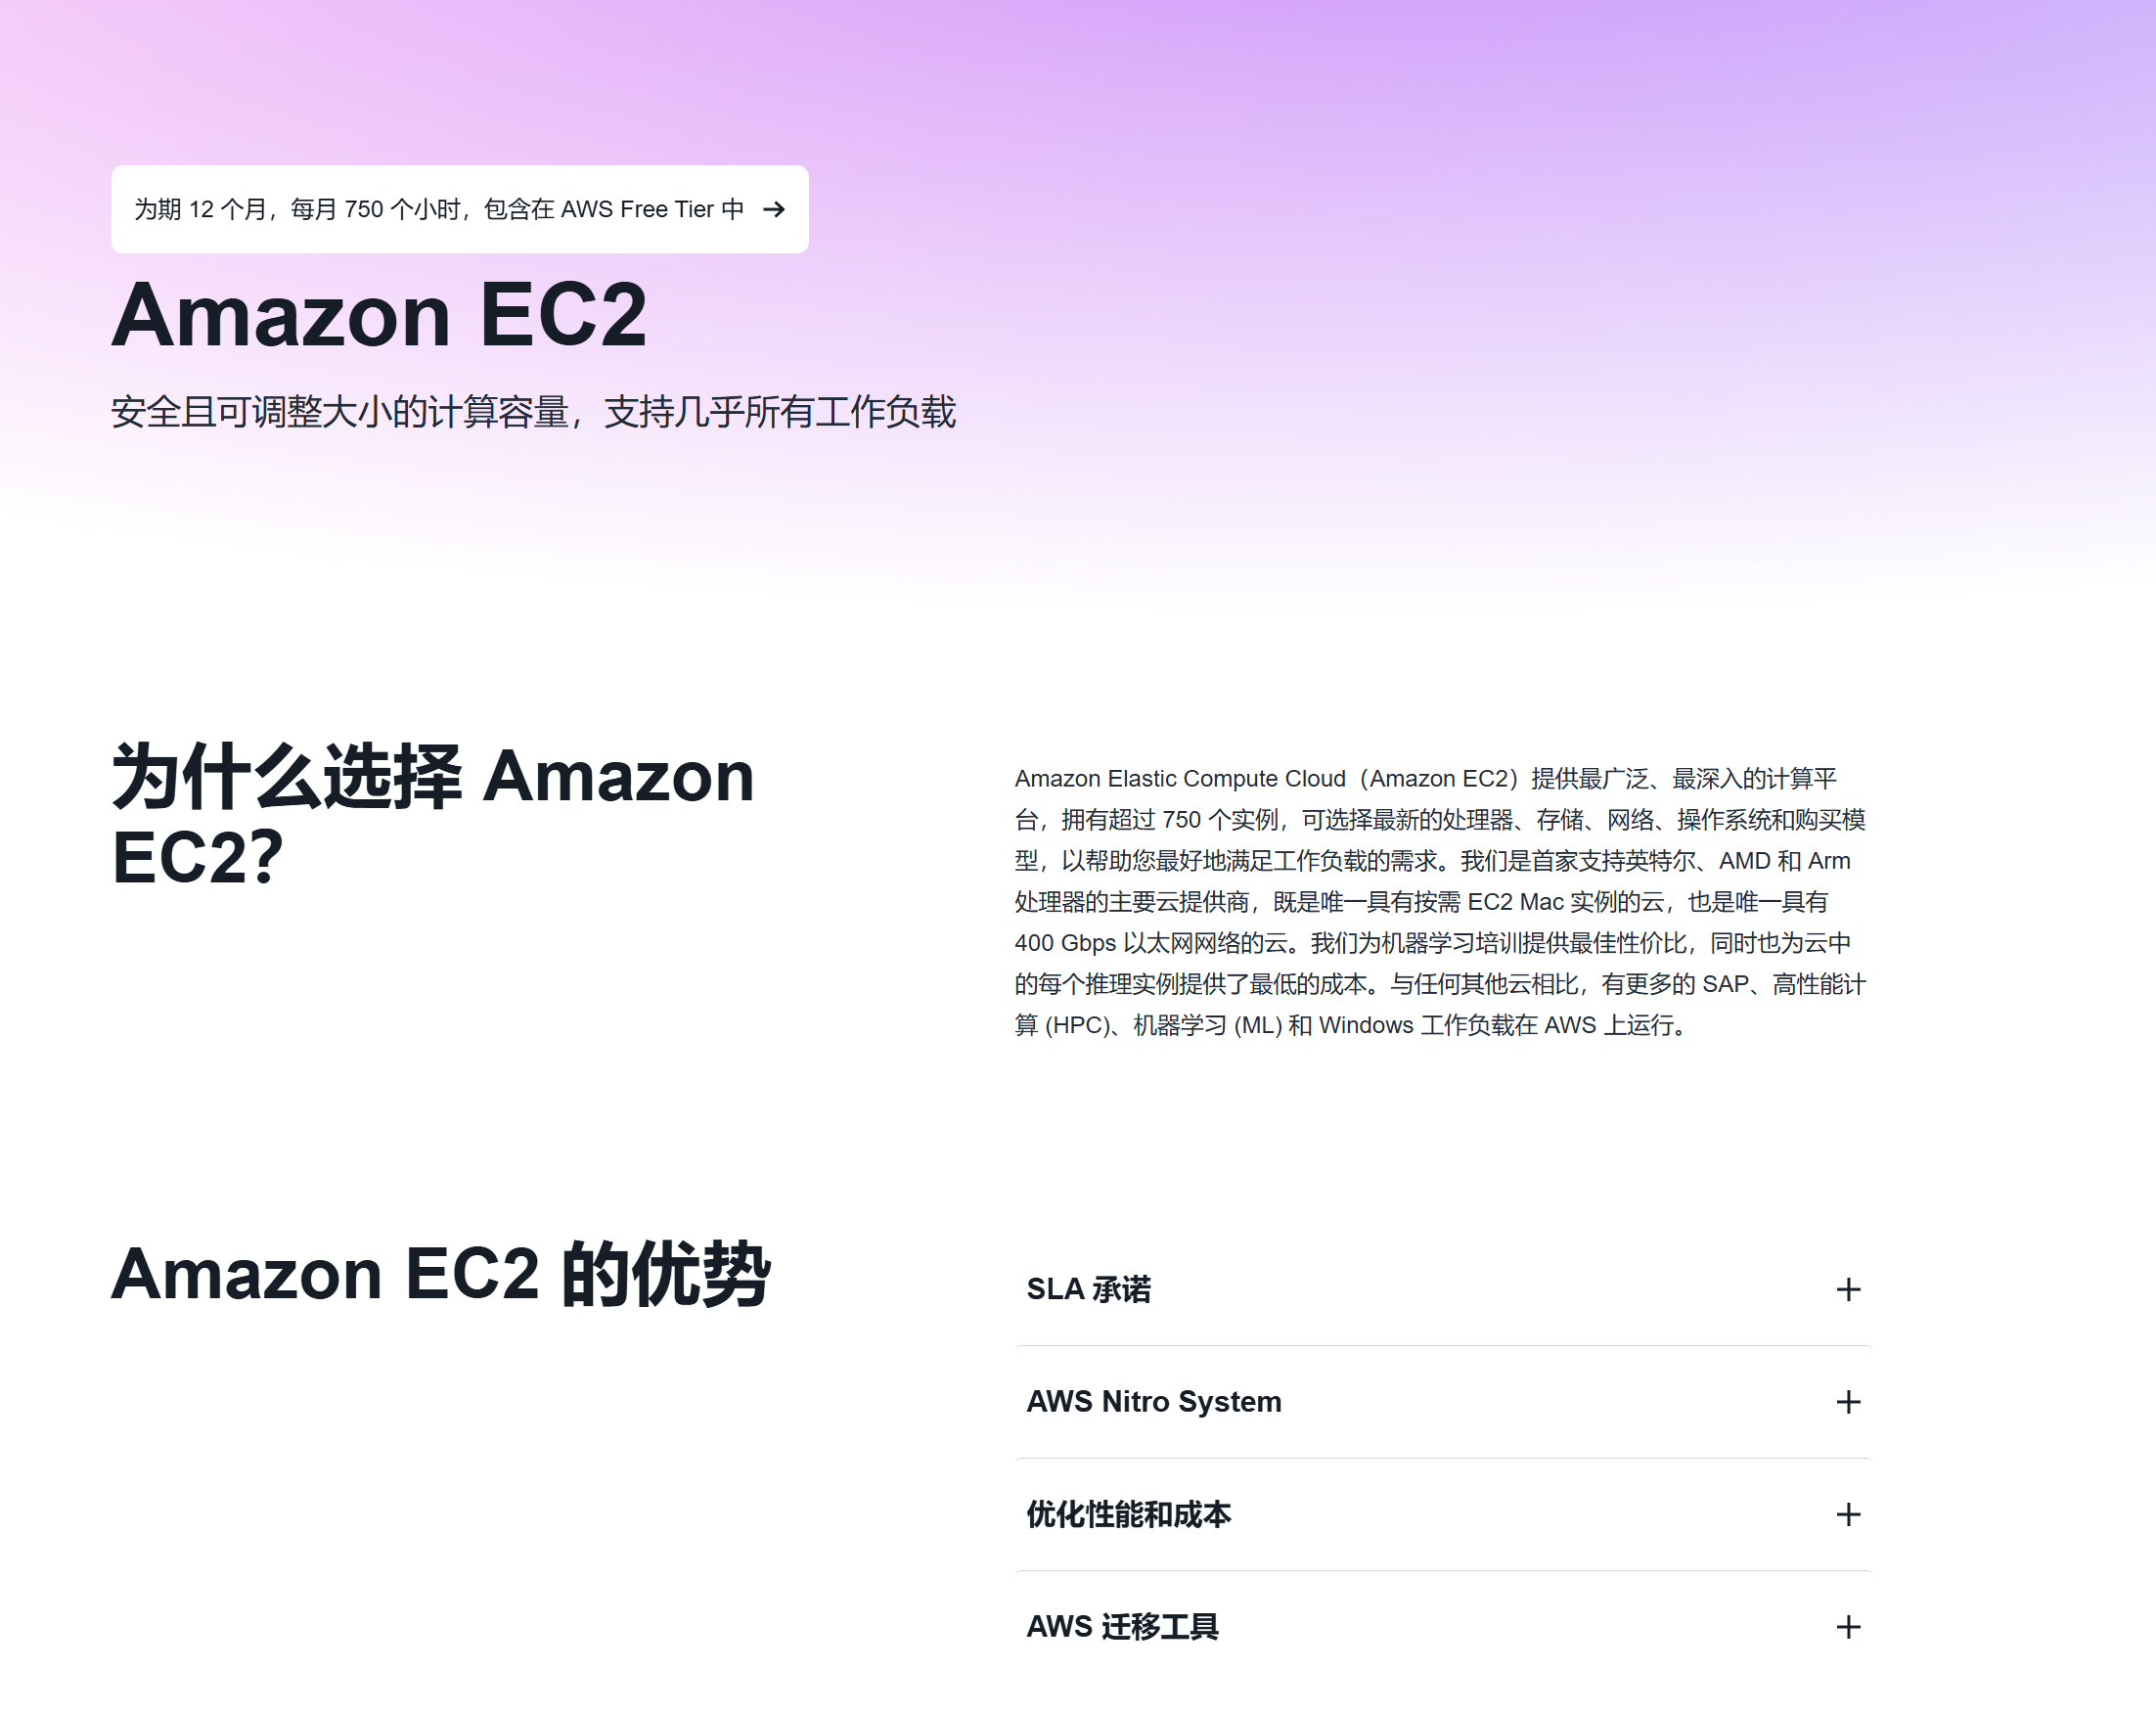 为期 12 个月，每月 750 个小时，包含在 AWS Free Tier 中
Amazon EC2
安全且可调整大小的计算容量，支持几乎所有工作负载
为什么选择 Amazon
EC2？
Amazon Elastic Compute Cloud（Amazon EC2）提供最广泛、最深入的计算平
台，拥有超过 750 个实例，可选择最新的处理器、存储、网络、操作系统和购买模
型，以帮助您最好地满足工作负载的需求。我们是首家支持英特尔、AMD 和 Arm
处理器的主要云提供商，既是唯一具有按需 EC2 Mac 实例的云，也是唯一具有
400 Gbps 以太网网络的云。我们为机器学习培训提供最佳性价比，同时也为云中
的每个推理实例提供了最低的成本。与任何其他云相比，有更多的 SAP、高性能计
算 (HPC)、机器学习 (ML) 和 Windows 工作负载在 AWS 上运行。
Amazon EC2 的优势
SLA 承诺
AWS Nitro System
优化性能和成本
AWS 迁移工具